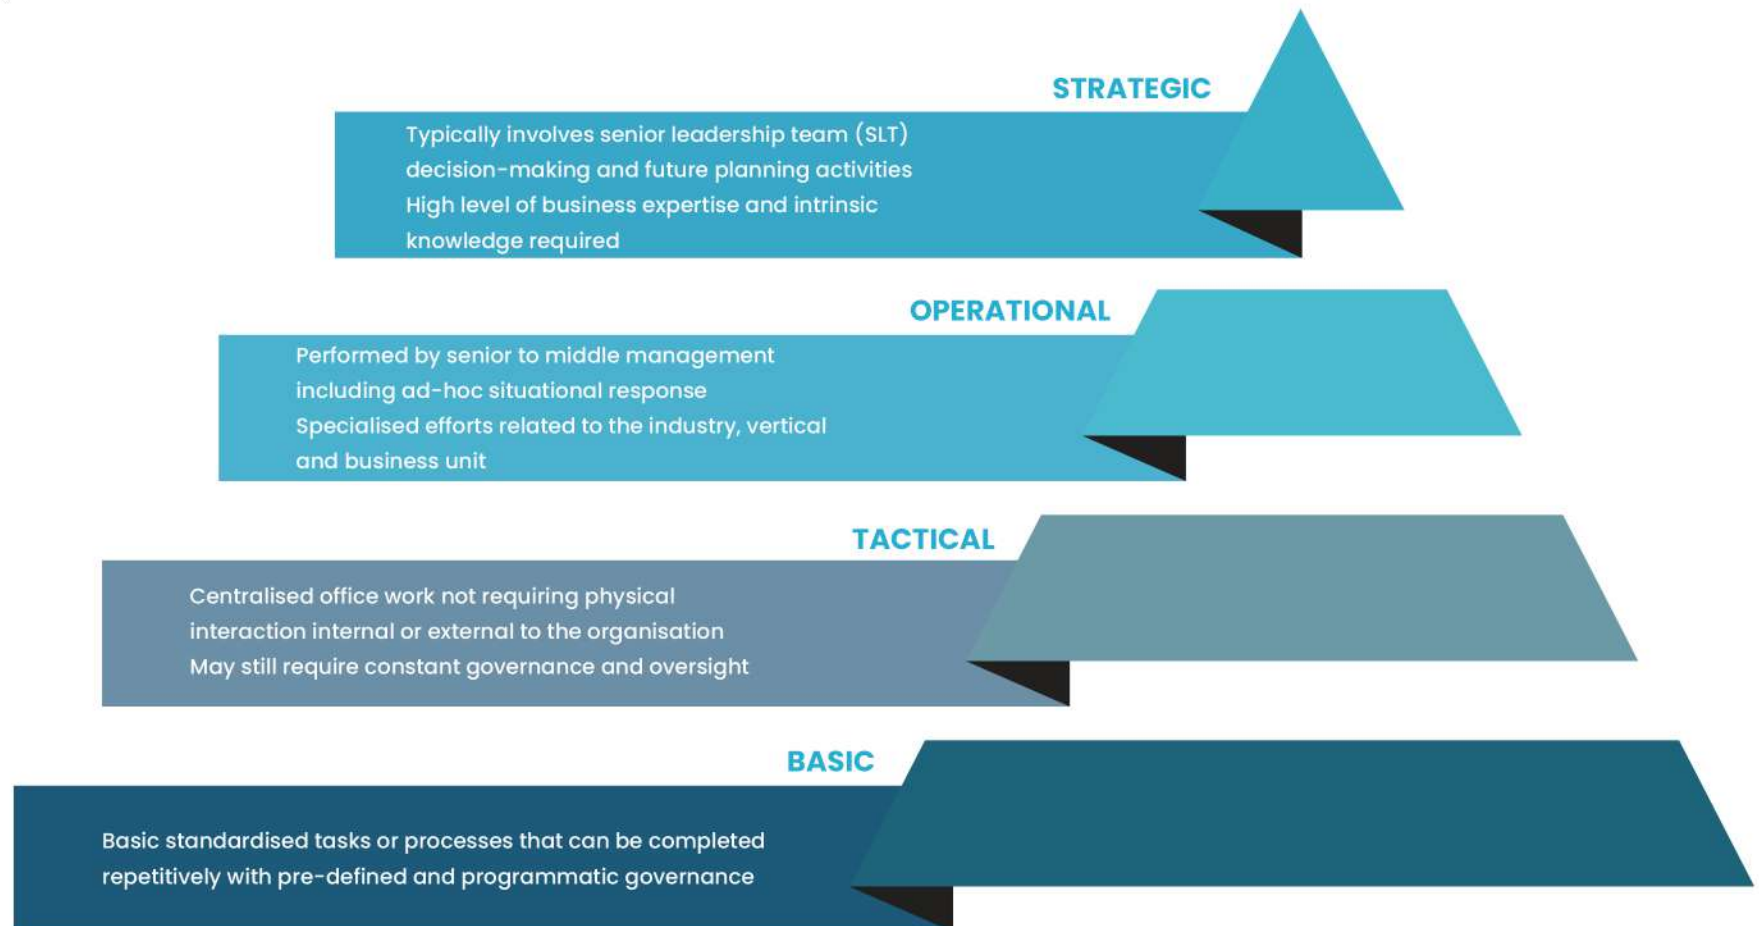 STRATEGIC
Typically involves senior leadership team (SLT)
decision-making and future planning activities
High level of business expertise and intrinsic
knowledge required
OPERATIONAL
Performed by senior to middle management
including ad-hoc situational response
Specialised efforts related to the industry, vertical
and business unit
TACTICAL
Centralised office work not requiring physical
interaction internal or external to the organisation
May still require constant governance and oversight
BASIC
Basic standardised tasks or processes that can be completed
repetitively with pre-defined and programmatic governance